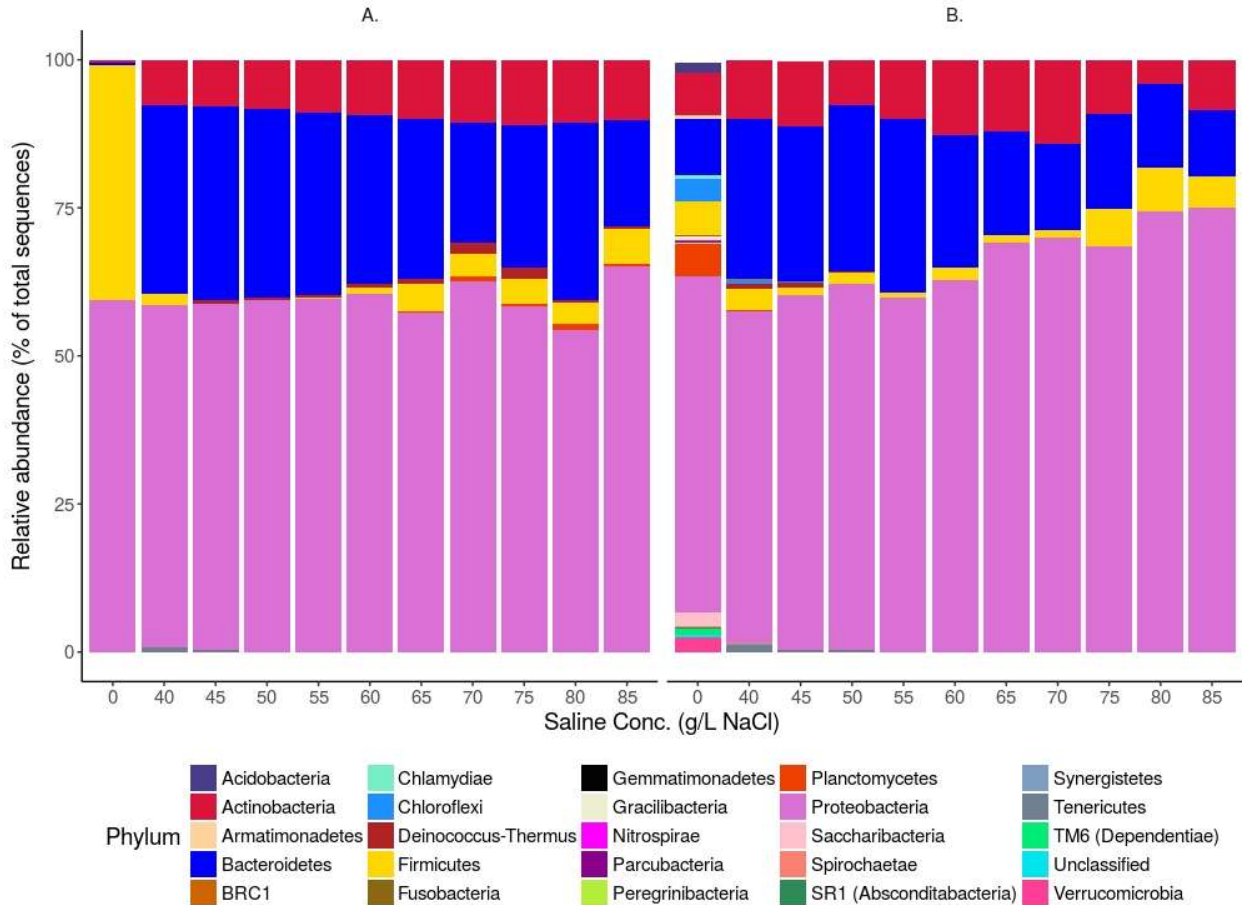 A. B.
Relative abundance (% of total sequences)
100
75
50
25
0
0 40 45 50 55 60 65 70 75 80 85 0 40 45 50 55 60 65 70 75 80 85
Saline Conc. (g/L NaCl)
Phylum
Acidobacteria Chlamydiae Gemmatimonadetes Planctomycetes Synergistetes
Actinobacteria Chloroflexi Gracilibacteria Proteobacteria Tenericutes
Armatimonadetes Deinococcus-Thermus Nitrospirae Saccharibacteria TM6 (Dependentiae)
Bacteroidetes Firmicutes Parcubacteria Spirochaetae Unclassified
BRC1 Fusobacteria Peregrinibacteria SR1 (Absconditabacteria) Verrucomicrobia